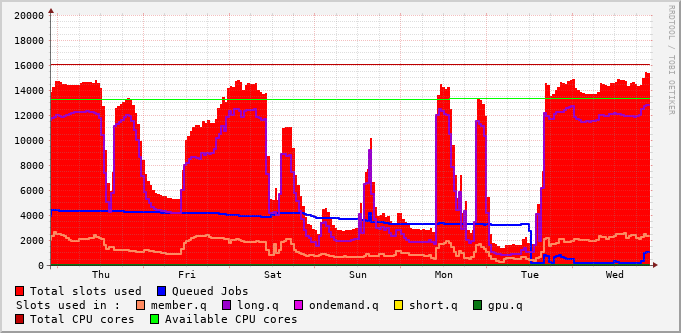 RRDTOOL / TOBI OETIKER
20000
18000
16000
14000
12000
10000
8000
6000
4000
2000
0
Thu Fri Sat Sun Mon Tue Wed
Total slots used Queued Jobs
Slots used in : member.q long.q ondemand.q short.q gpu.q
Total CPU cores Available CPU cores